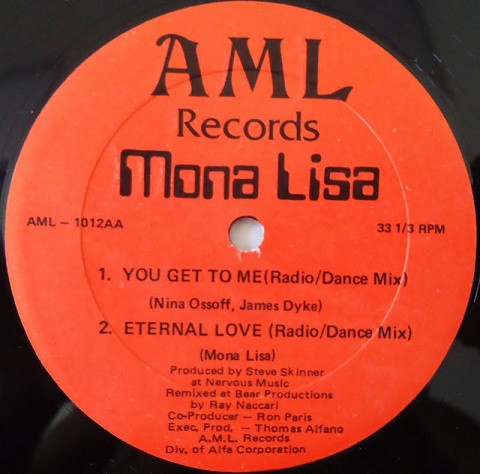 AML
Records
Mona Lisa
AML – 1012AA 33 1/3 RPM
1. YOU GET TO ME (Radio/Dance Mix)
(Nina Ossoff, James Dyke)
2. ETERNAL LOVE (Radio/Dance Mix)
(Mona Lisa)
Produced by Steve Skinner
at Nervous Music
Remixed at Bear Productions
by Ray Naccari
Co-Producer – Ron Paris
Exec. Prod. – Thomas Alfano
A.M.L. Records
Div. of Alfa Corporation